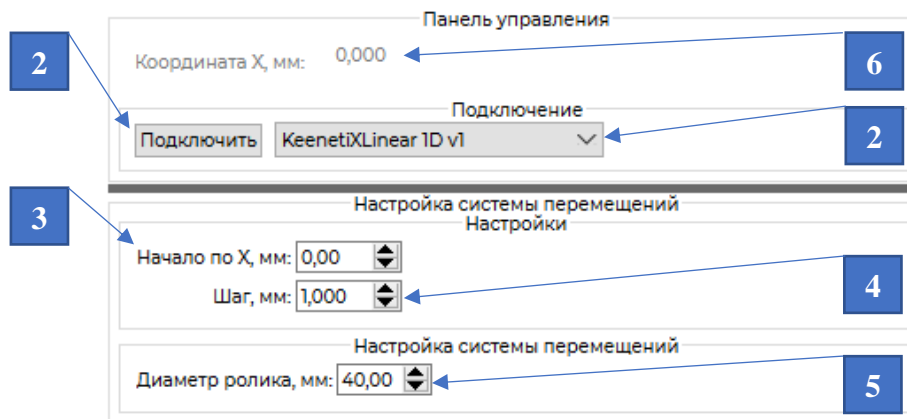 Панель управления
2
Координата X, мм: 0,000
6
Подключение
Подключить KeenetiXLinear 1D v1
2
Настройка системы перемещений
3
Настройки
Начало по X, мм: 0,00
Шаг, мм: 1,000
4
Настройка системы перемещений
Диаметр ролика, мм: 40,00
5